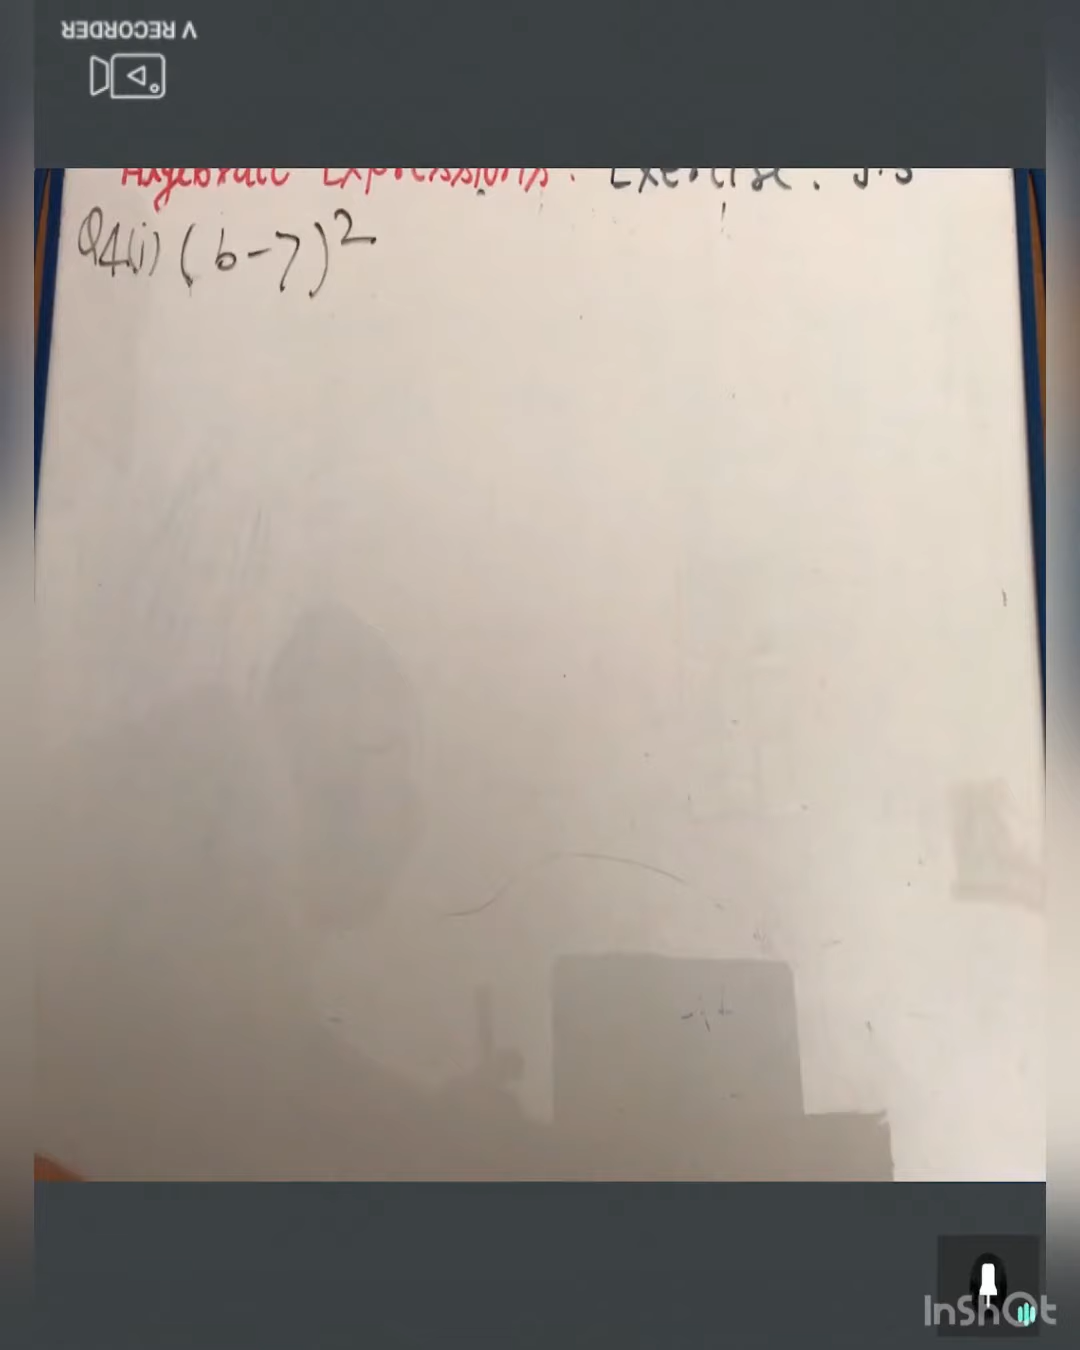 V RECORDER
Algebraic Expressions. Exercise. 9.5
Q4(i) (b-7)²
InShOt